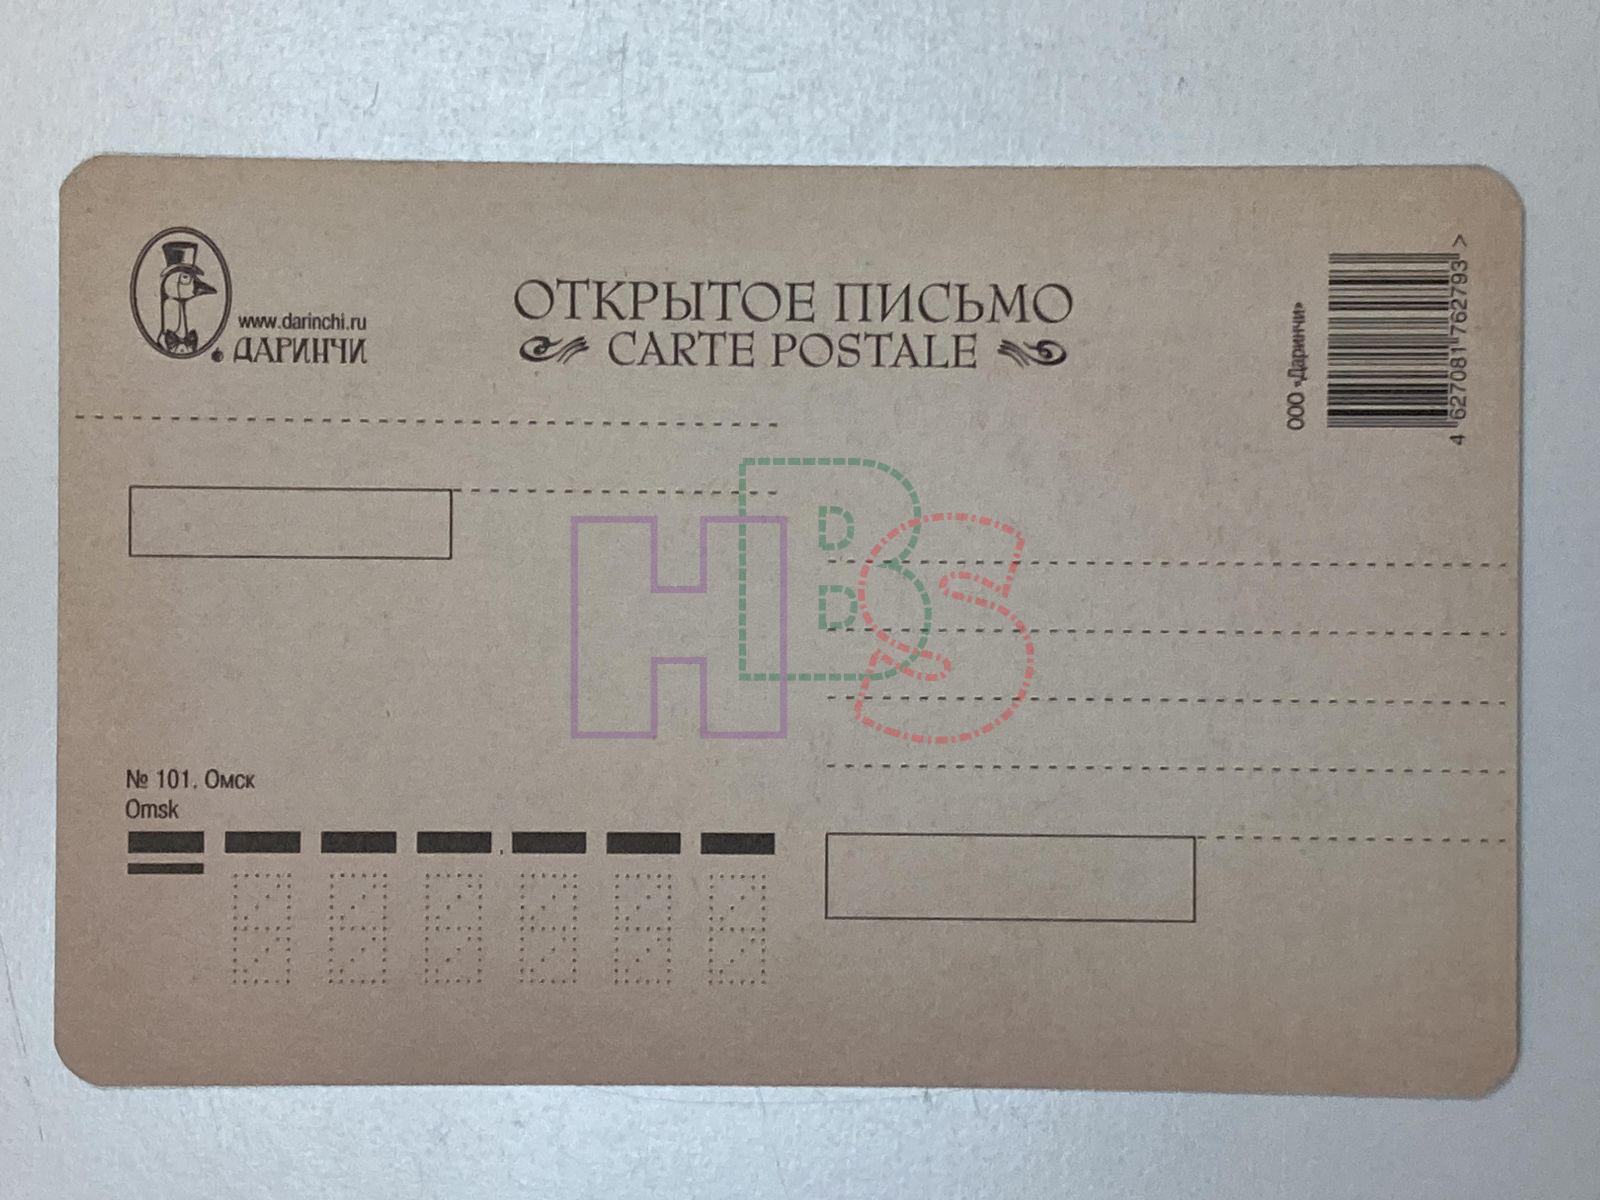 www.darinchi.ru
ДАРИНЧИ
ОТКРЫТОЕ ПИСЬМО
CARTE POSTALE
ООО «Даринчи»
4 627081 762793 >
HBS
№ 101. Омск
Omsk